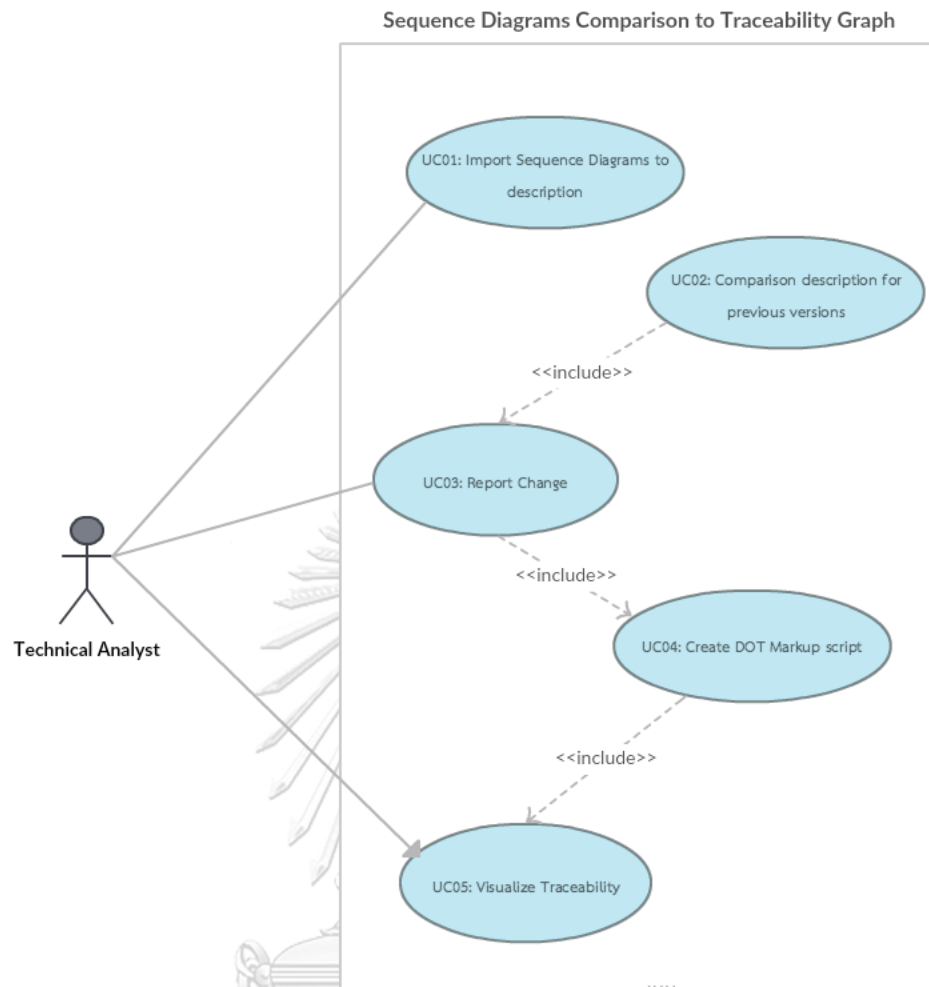 Sequence Diagrams Comparison to Traceability Graph
UC01: Import Sequence Diagrams to
description
UC02: Comparison description for
previous versions
<<include>>
UC03: Report Change
<<include>>
Technical Analyst
UC04: Create DOT Markup script
<<include>>
UC05: Visualize Traceability